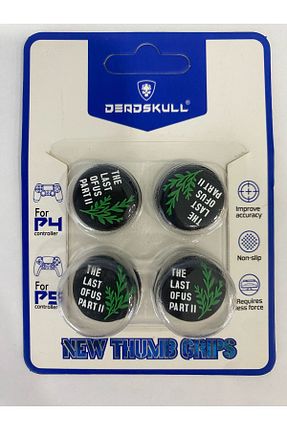 DEADSKULL
THE
LAST
OF US
PART II
THE
LAST
OF US
PART II
For
P4
controller
Improve
accuracy
Non-slip
For
P5
controller
THE
LAST
OF US
PART II
THE
LAST
OF US
PART II
Requires
less force
NEW THUMB GRIPS